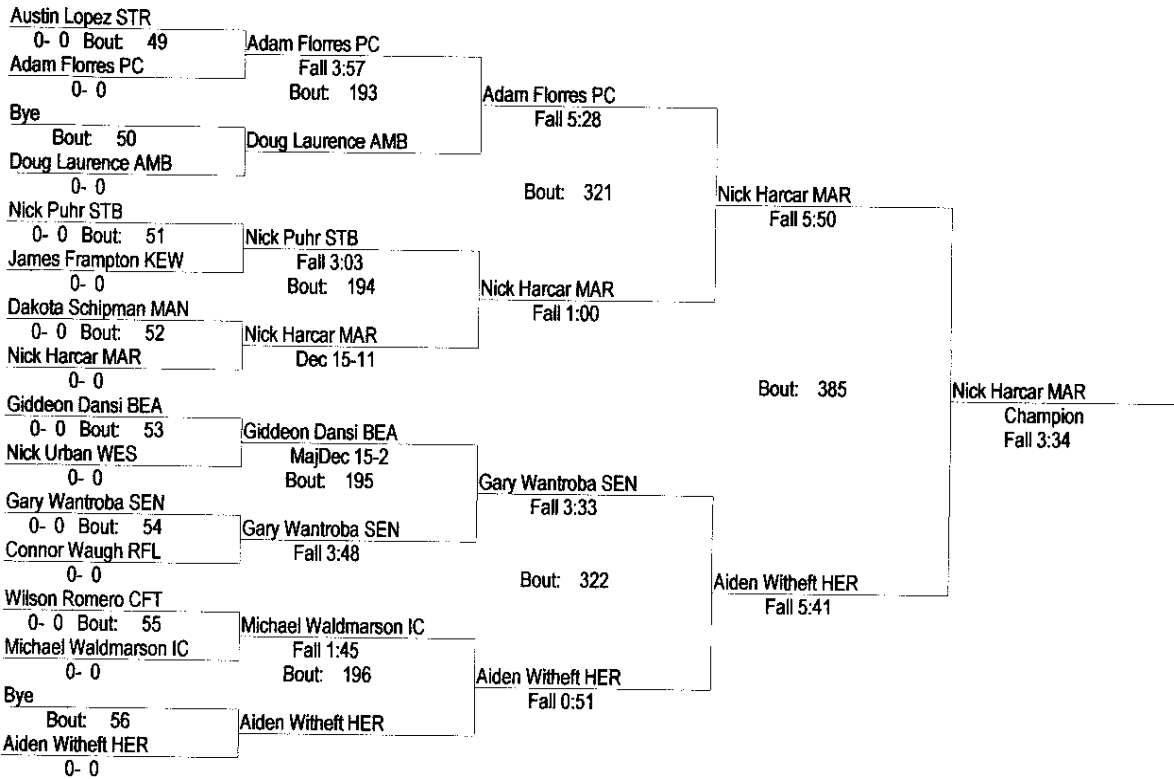 Austin Lopez STR
0- 0 Bout: 49
Adam Florres PC
0- 0
Bye
Bout: 50
Doug Laurence AMB
0- 0
Nick Puhr STB
0- 0 Bout: 51
James Frampton KEW
0- 0
Dakota Schipman MAN
0- 0 Bout: 52
Nick Harcar MAR
0- 0
Giddeon Dansi BEA
0- 0 Bout: 53
Nick Urban WES
0- 0
Gary Wantroba SEN
0- 0 Bout: 54
Connor Waugh RFL
0- 0
Wilson Romero CFT
0- 0 Bout: 55
Michael Waldmarson IC
0- 0
Bye
Bout: 56
Aiden Witheft HER
0- 0
Adam Florres PC
Fall 3:57
Bout: 193
Doug Laurence AMB
Nick Puhr STB
Fall 3:03
Bout: 194
Nick Harcar MAR
Dec 15-11
Giddeon Dansi BEA
MajDec 15-2
Bout: 195
Gary Wantroba SEN
Fall 3:48
Michael Waldmarson IC
Fall 1:45
Bout: 196
Aiden Witheft HER
Adam Florres PC
Fall 5:28
Bout: 321
Nick Harcar MAR
Fall 1:00
Gary Wantroba SEN
Fall 3:33
Bout: 322
Aiden Witheft HER
Fall 0:51
Nick Harcar MAR
Fall 5:50
Bout: 385
Aiden Witheft HER
Fall 5:41
Nick Harcar MAR
Champion
Fall 3:34